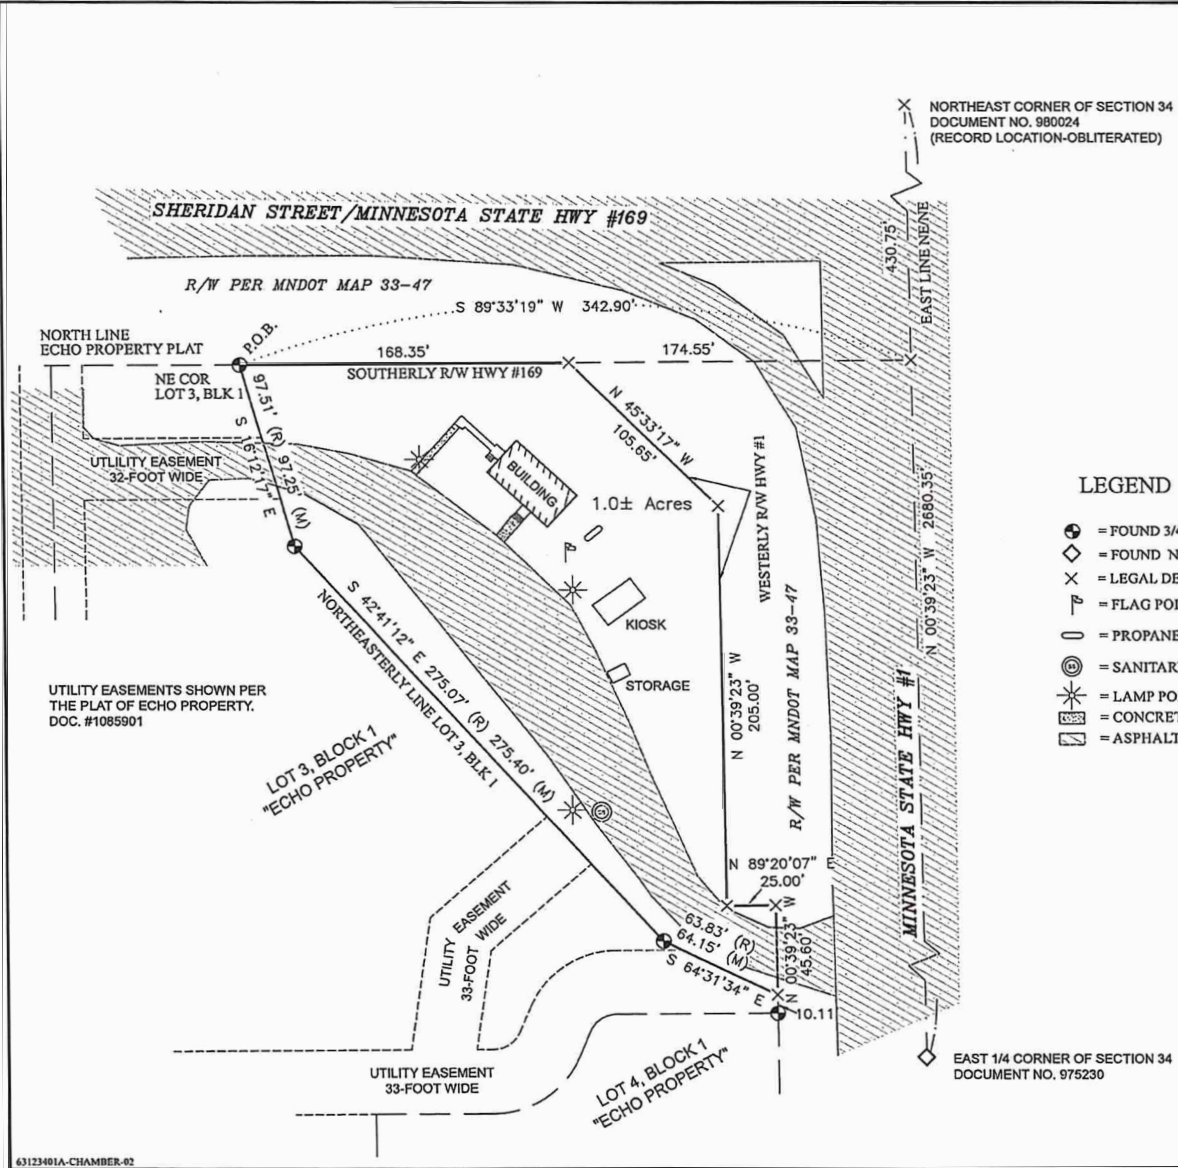 NORTHEAST CORNER OF SECTION 34
DOCUMENT NO. 980024
(RECORD LOCATION-OBLITERATED)
SHERIDAN STREET/MINNESOTA STATE HWY #169
430.75'
EAST LINE NE/NE
R/W PER MNDOT MAP 33-47
S 89°33'19" W 342.90'
NORTH LINE
ECHO PROPERTY PLAT
P.O.B.
168.35'
174.55'
SOUTHERLY R/W HWY #169
NE COR
LOT 3, BLK 1
97.51' (R) 97.25' (M)
S 16°12'17" E
N 45°33'17" W
105.65'
WESTERLY R/W HWY #1
UTLILITY EASEMENT
32-FOOT WIDE
BUILDING
1.0± Acres
N 00°39'23" W 2680.35'
LEGEND
= FOUND 3/4
= FOUND N
= LEGAL DE
= FLAG POL
= PROPANE
SS
= SANITAR
= LAMP PO
= CONCRET
= ASPHALT
KIOSK
STORAGE
S 42°41'12" E 275.07' (R) 275.40' (M)
NORTHEASTERLY LINE LOT 3, BLK 1
N 00°39'23" W
205.00'
R/W PER MNDOT MAP 33-47
MINNESOTA STATE HWY #1
UTILITY EASEMENTS SHOWN PER
THE PLAT OF ECHO PROPERTY.
DOC. #1085901
LOT 3, BLOCK 1
"ECHO PROPERTY"
N 89°20'07" E
25.00'
UTILITY EASEMENT
33-FOOT WIDE
63.83' (R)
64.15' (M)
S 64°31'34" E
N 00°39'23" W
45.60'
10.11
UTILITY EASEMENT
33-FOOT WIDE
LOT 4, BLOCK 1
"ECHO PROPERTY"
EAST 1/4 CORNER OF SECTION 34
DOCUMENT NO. 975230
63123401A-CHAMBER-02